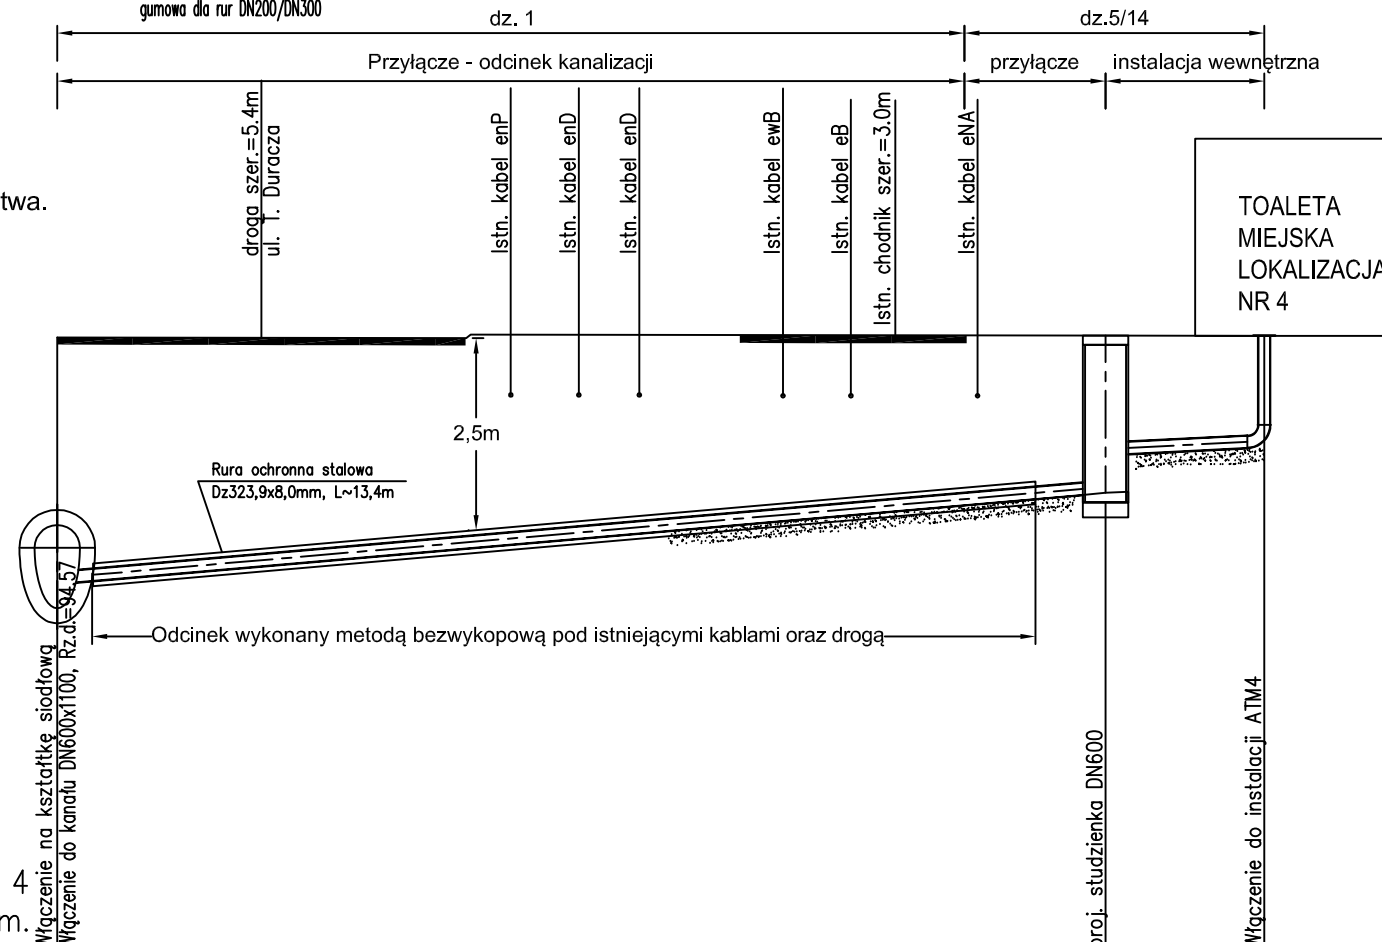 gumowa dla rur DN200/DN300
dz. 1
dz.5/14
Przyłącze - odcinek kanalizacji
przyłącze
instalacja wewnętrzna
droga szer.=5.4m
ul. T. Duracza
Istn. kabel enP
Istn. kabel enD
Istn. kabel enD
Istn. kabel ewB
Istn. kabel eB
Istn. chodnik szer.=3.0m
Istn. kabel eNA
twa.
TOALETA
MIEJSKA
LOKALIZACJA
NR 4
2,5m
Rura ochronna stalowa
Dz323,9x8,0mm, L~13,4m
Odcinek wykonany metodą bezwykopową pod istniejącymi kablami oraz drogą
Włączenie na kształtkę siodłową
Włączenie do kanału DN600x1100, Rz.d.=94.57
proj. studzienka DN600
Włączenie do instalacji ATM4
4
m.